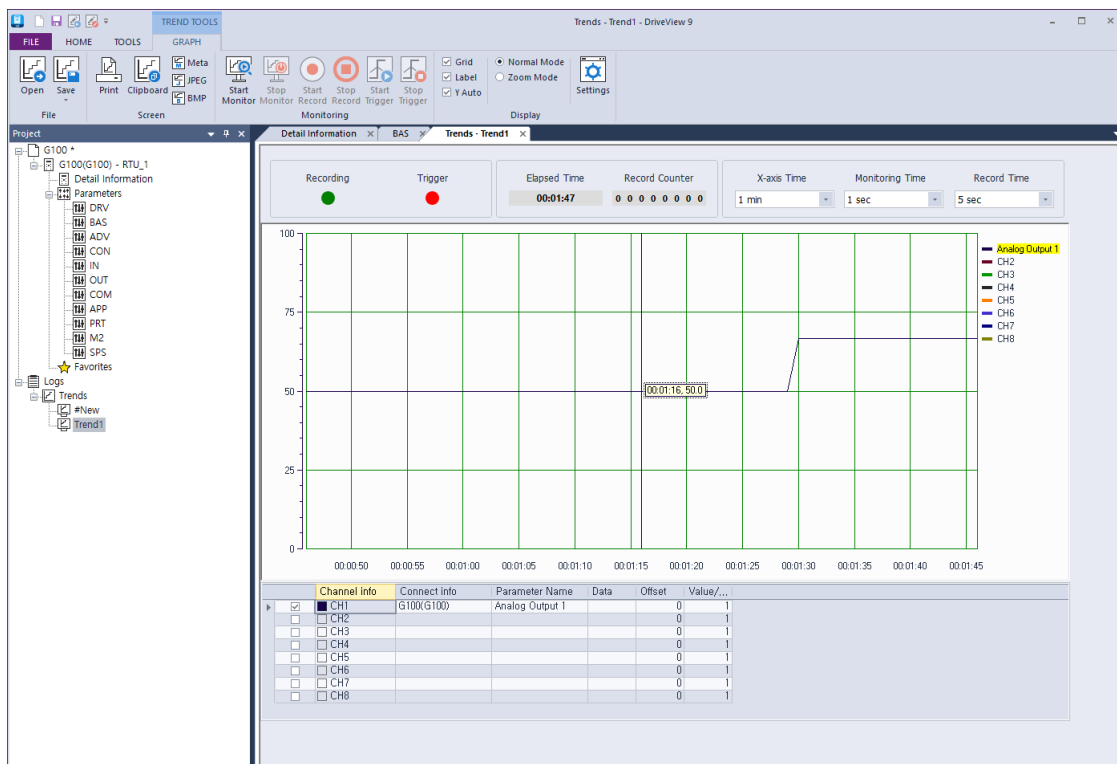 TREND TOOLS
Trends - Trend1 - DriveView 9
FILE HOME TOOLS GRAPH
Open Save Print Clipboard Meta JPEG BMP
Start Monitor Stop Monitor Start Record Stop Record Start Trigger Stop Trigger
Grid Label Y Auto
Normal Mode Zoom Mode
Settings
File Screen Monitoring Display
Project
G100 *
G100(G100) - RTU_1
Detail Information
Parameters
DRV
BAS
ADV
CON
IN
OUT
COM
APP
PRT
M2
SPS
Favorites
Logs
Trends
#New
Trend1
Detail Information BAS Trends - Trend1
Recording Trigger Elapsed Time Record Counter X-axis Time Monitoring Time Record Time
00:01:47 0 0 0 0 0 0 0 0 1 min 1 sec 5 sec
100
75
50
25
0
00:01:16, 50.0
00:00:50 00:00:55 00:01:00 00:01:05 00:01:10 00:01:15 00:01:20 00:01:25 00:01:30 00:01:35 00:01:40 00:01:45
Analog Output 1
CH2
CH3
CH4
CH5
CH6
CH7
CH8
Channel info Connect info Parameter Name Data Offset Value/...
CH1 G100(G100) Analog Output 1 0 1
CH2 0 1
CH3 0 1
CH4 0 1
CH5 0 1
CH6 0 1
CH7 0 1
CH8 0 1